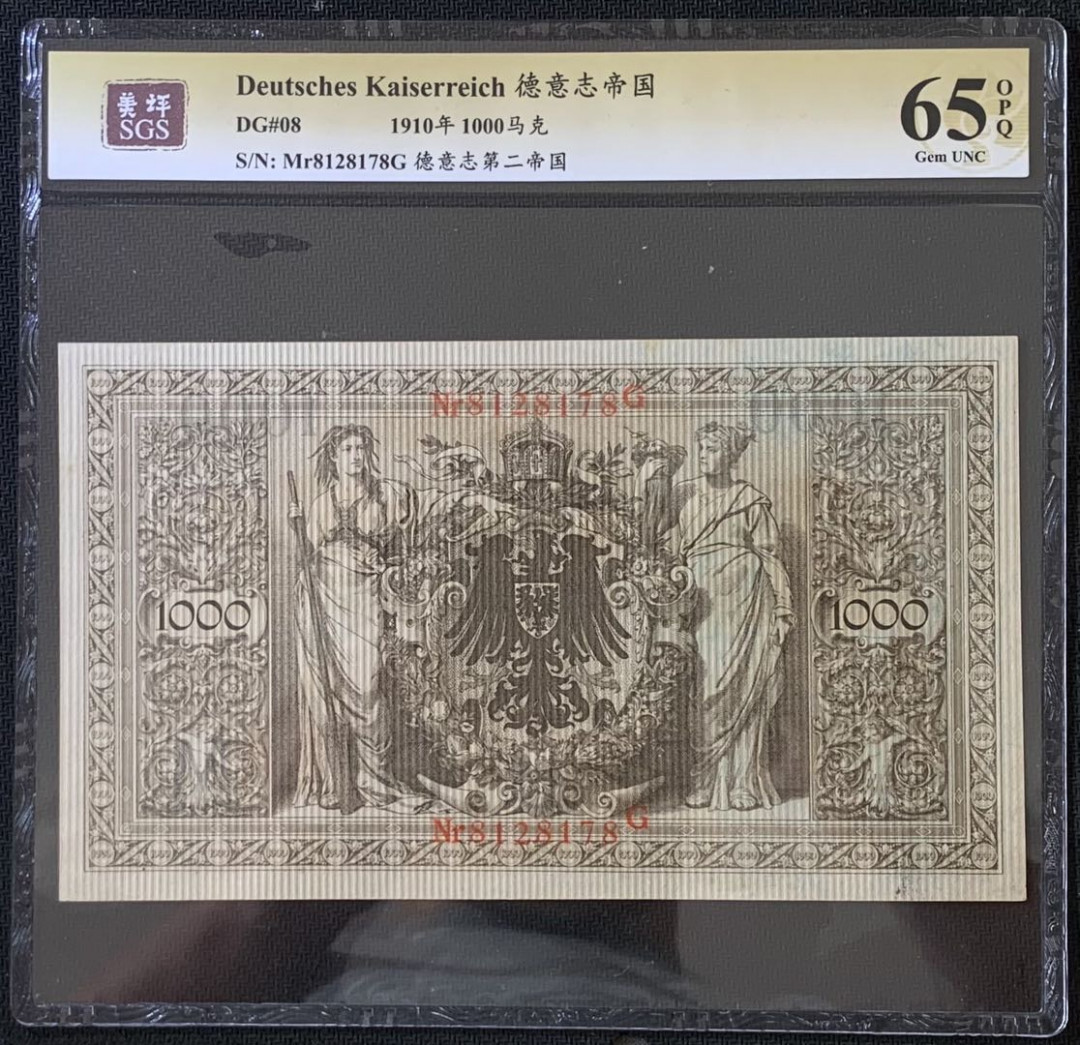 美评
SGS
Deutsches Kaiserreich 德意志帝国
DG#08 1910年 1000马克
S/N: Mr8128178G 德意志第二帝国
65 OPQ
Gem UNC
Nr8128178G
1000 1000
Nr8128178G